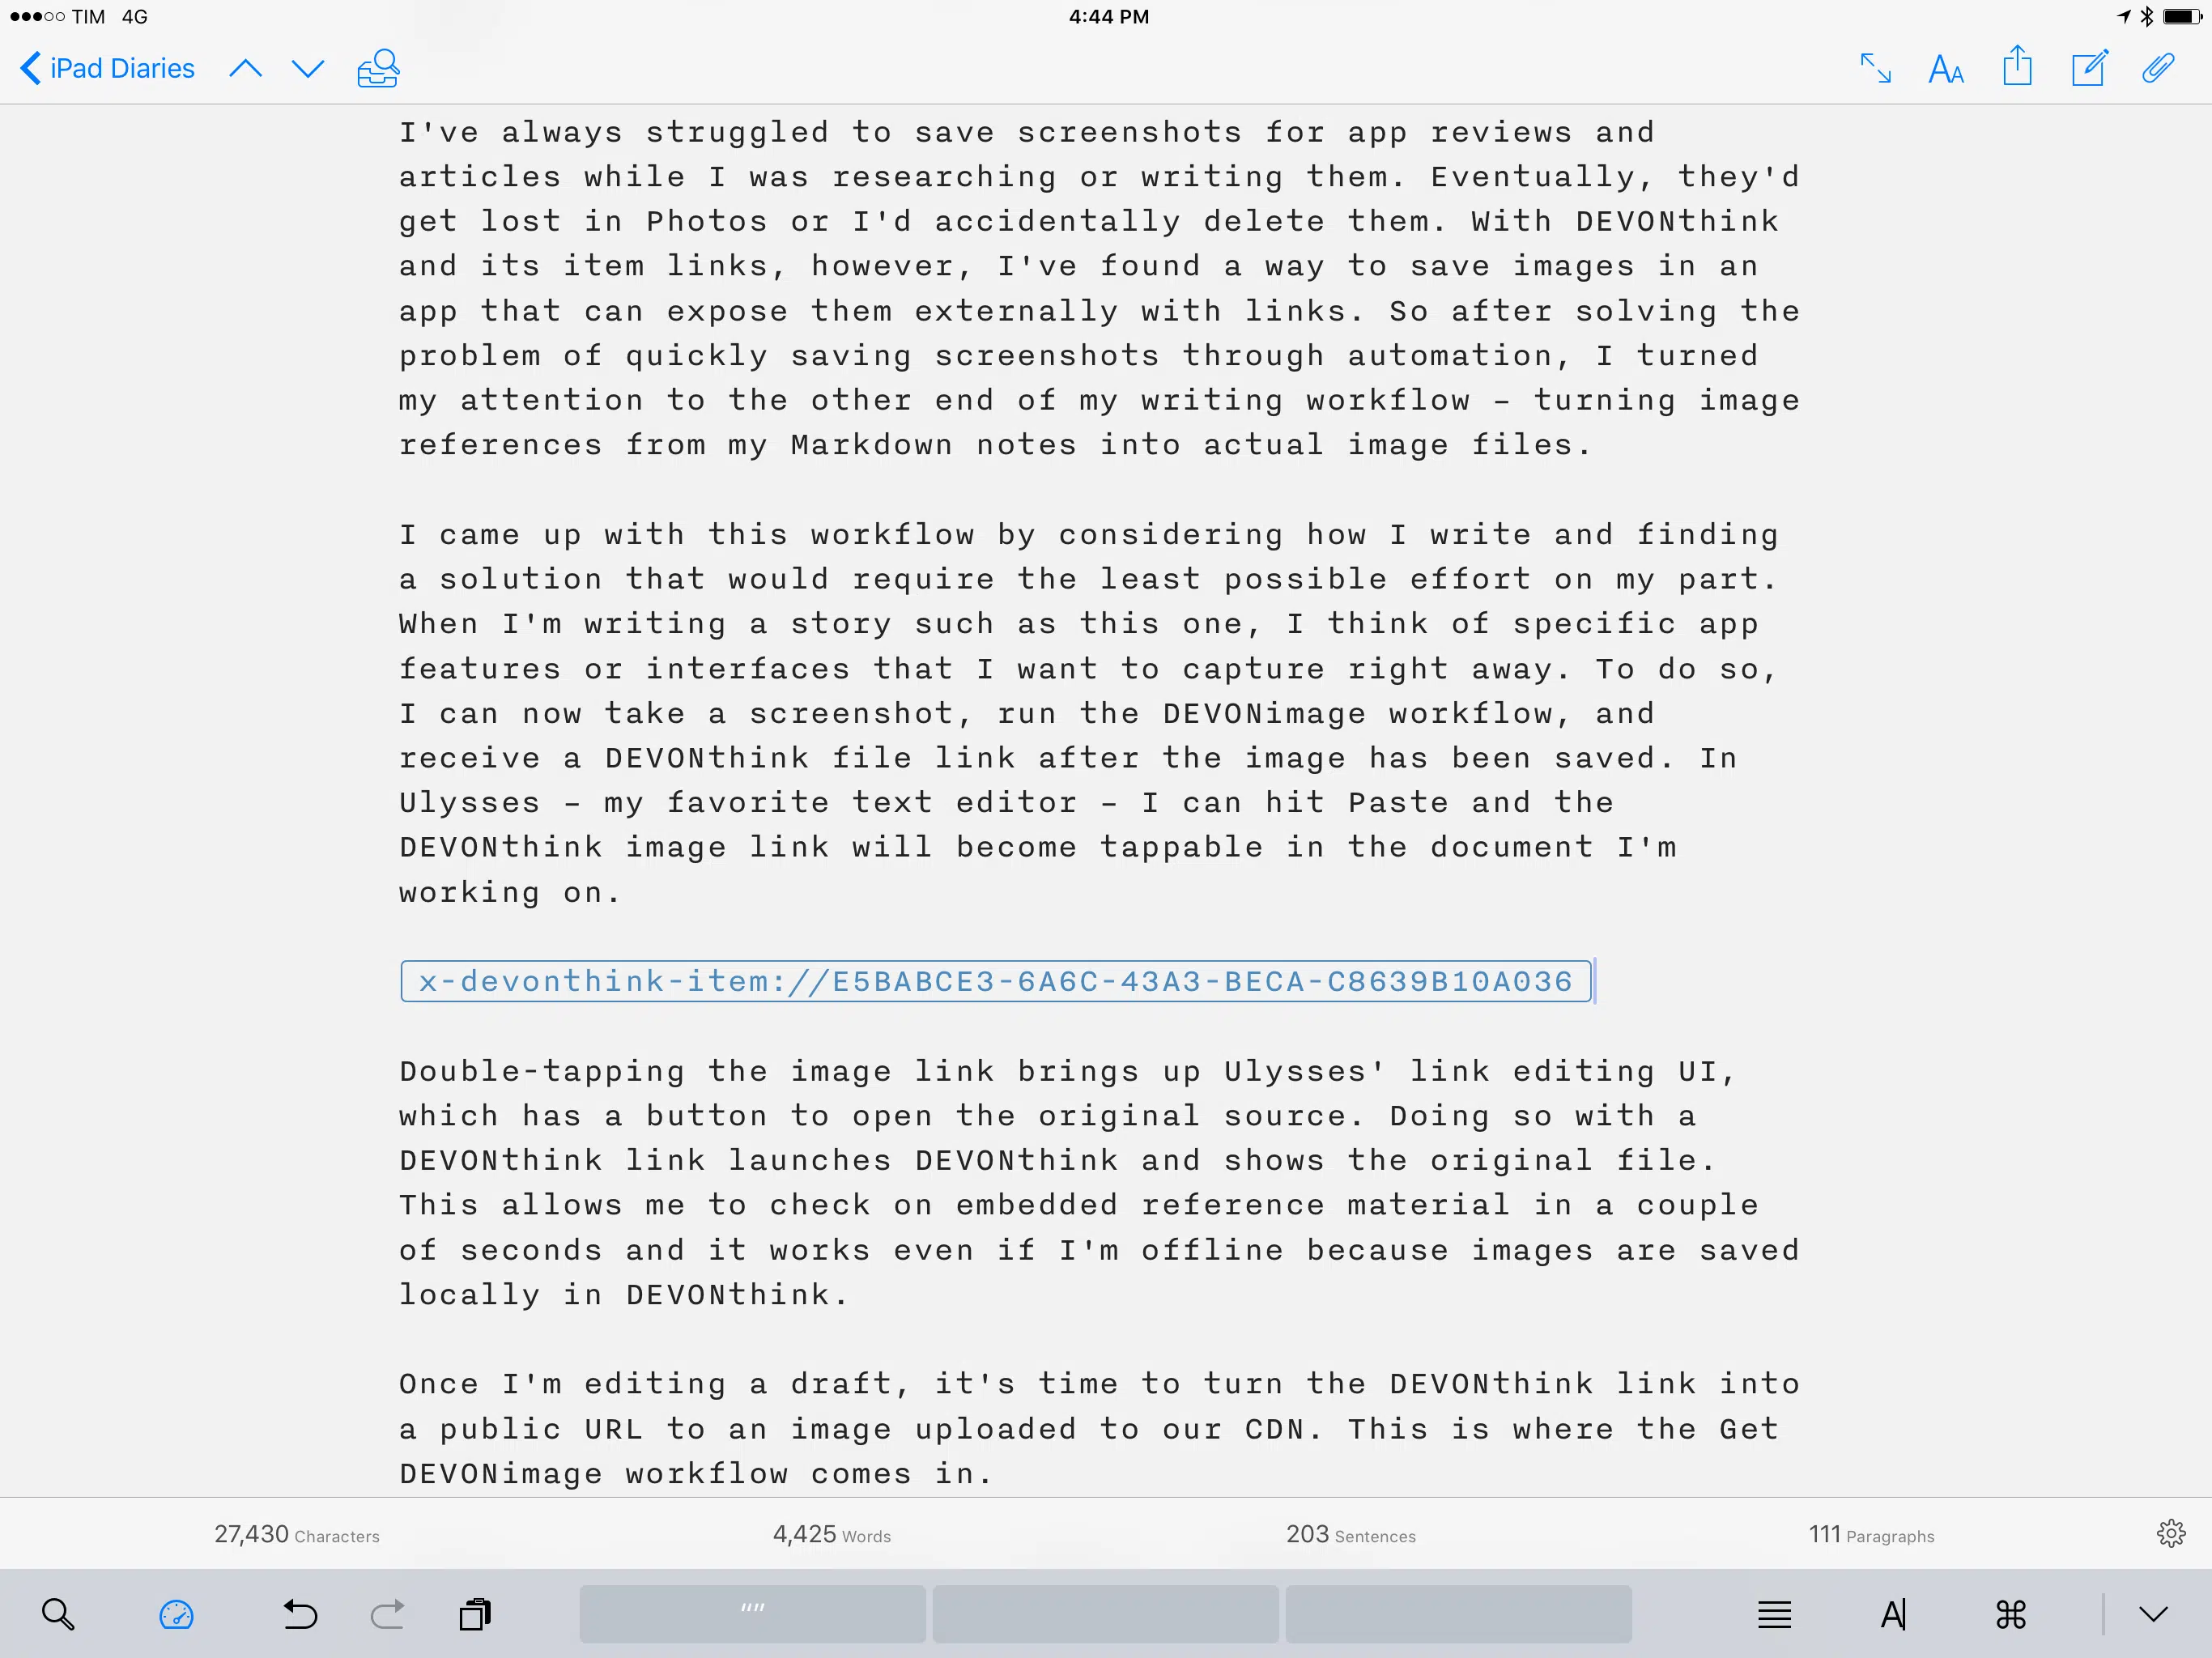 TIM 4G 4:44 PM
iPad Diaries
AA
I've always struggled to save screenshots for app reviews and
articles while I was researching or writing them. Eventually, they'd
get lost in Photos or I'd accidentally delete them. With DEVONthink
and its item links, however, I've found a way to save images in an
app that can expose them externally with links. So after solving the
problem of quickly saving screenshots through automation, I turned
my attention to the other end of my writing workflow – turning image
references from my Markdown notes into actual image files.
I came up with this workflow by considering how I write and finding
a solution that would require the least possible effort on my part.
When I'm writing a story such as this one, I think of specific app
features or interfaces that I want to capture right away. To do so,
I can now take a screenshot, run the DEVONimage workflow, and
receive a DEVONthink file link after the image has been saved. In
Ulysses – my favorite text editor – I can hit Paste and the
DEVONthink image link will become tappable in the document I'm
working on.
x-devonthink-item://E5BABCE3-6A6C-43A3-BECA-C8639B10A036
Double-tapping the image link brings up Ulysses' link editing UI,
which has a button to open the original source. Doing so with a
DEVONthink link launches DEVONthink and shows the original file.
This allows me to check on embedded reference material in a couple
of seconds and it works even if I'm offline because images are saved
locally in DEVONthink.
Once I'm editing a draft, it's time to turn the DEVONthink link into
a public URL to an image uploaded to our CDN. This is where the Get
DEVONimage workflow comes in.
27,430 Characters 4,425 Words 203 Sentences 111 Paragraphs
“” A